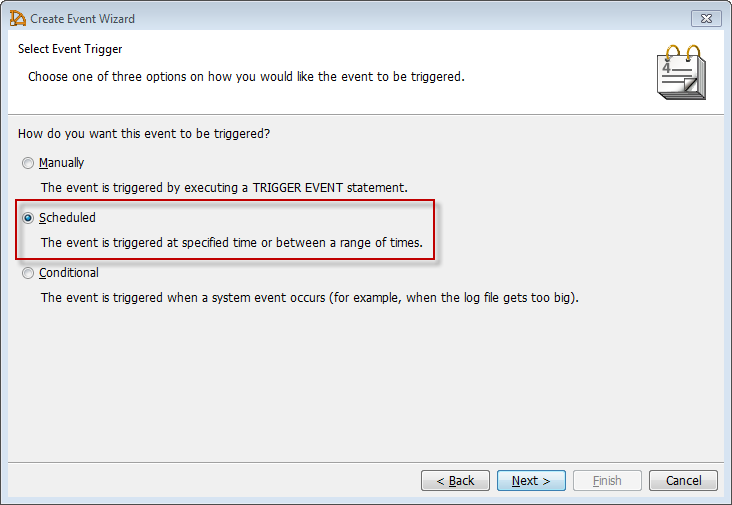 Create Event Wizard
Select Event Trigger
Choose one of three options on how you would like the event to be triggered.
4
How do you want this event to be triggered?
Manually
The event is triggered by executing a TRIGGER EVENT statement.
Scheduled
The event is triggered at specified time or between a range of times.
Conditional
The event is triggered when a system event occurs (for example, when the log file gets too big).
< Back Next > Finish Cancel